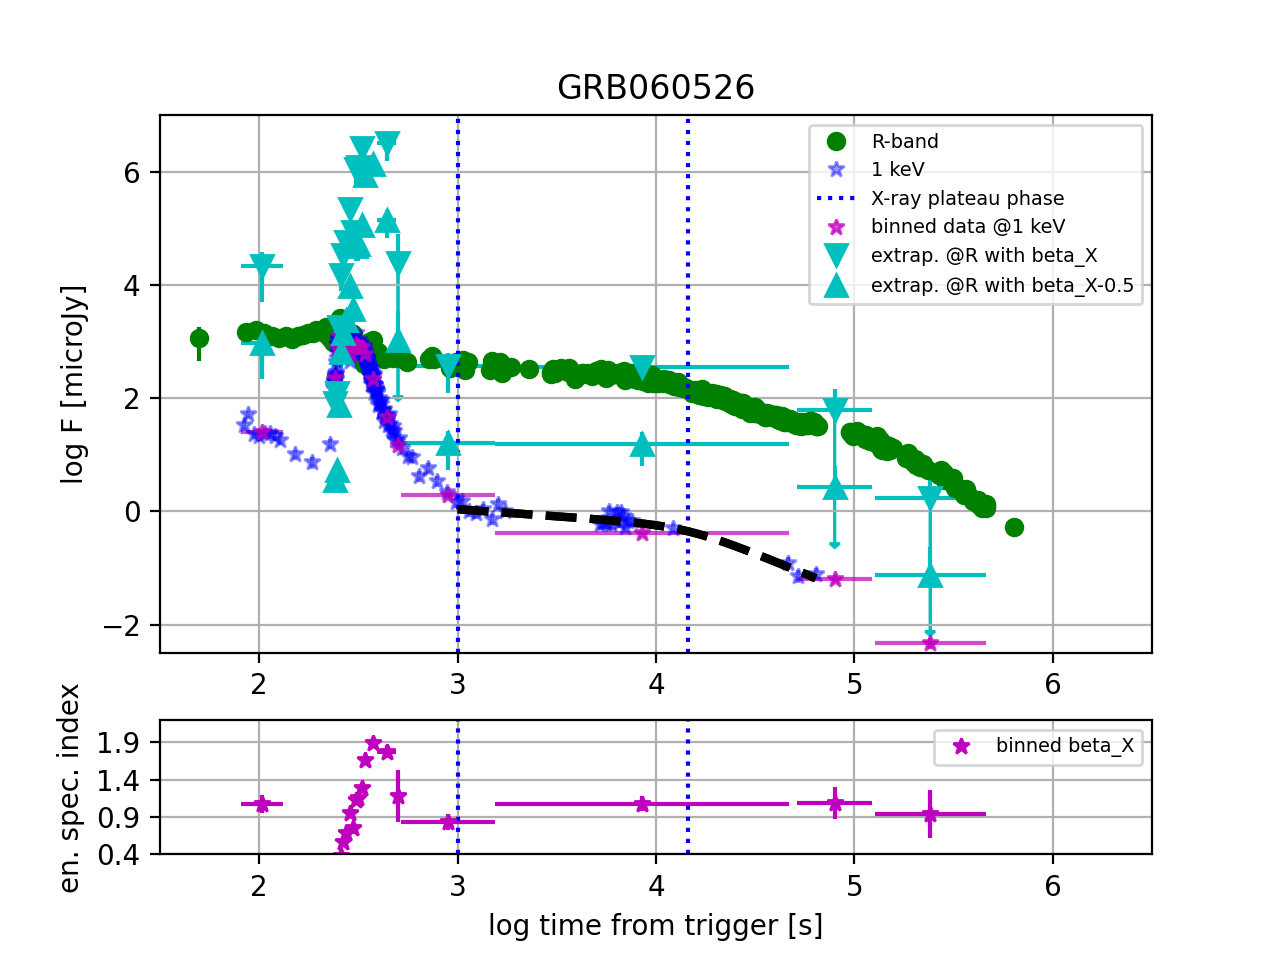 GRB060526
log F [microJy]
6
4
2
0
−2
R-band
1 keV
X-ray plateau phase
binned data @1 keV
extrap. @R with beta_X
extrap. @R with beta_X-0.5
2 3 4 5 6
en. spec. index
1.9
1.4
0.9
0.4
binned beta_X
2 3 4 5 6
log time from trigger [s]